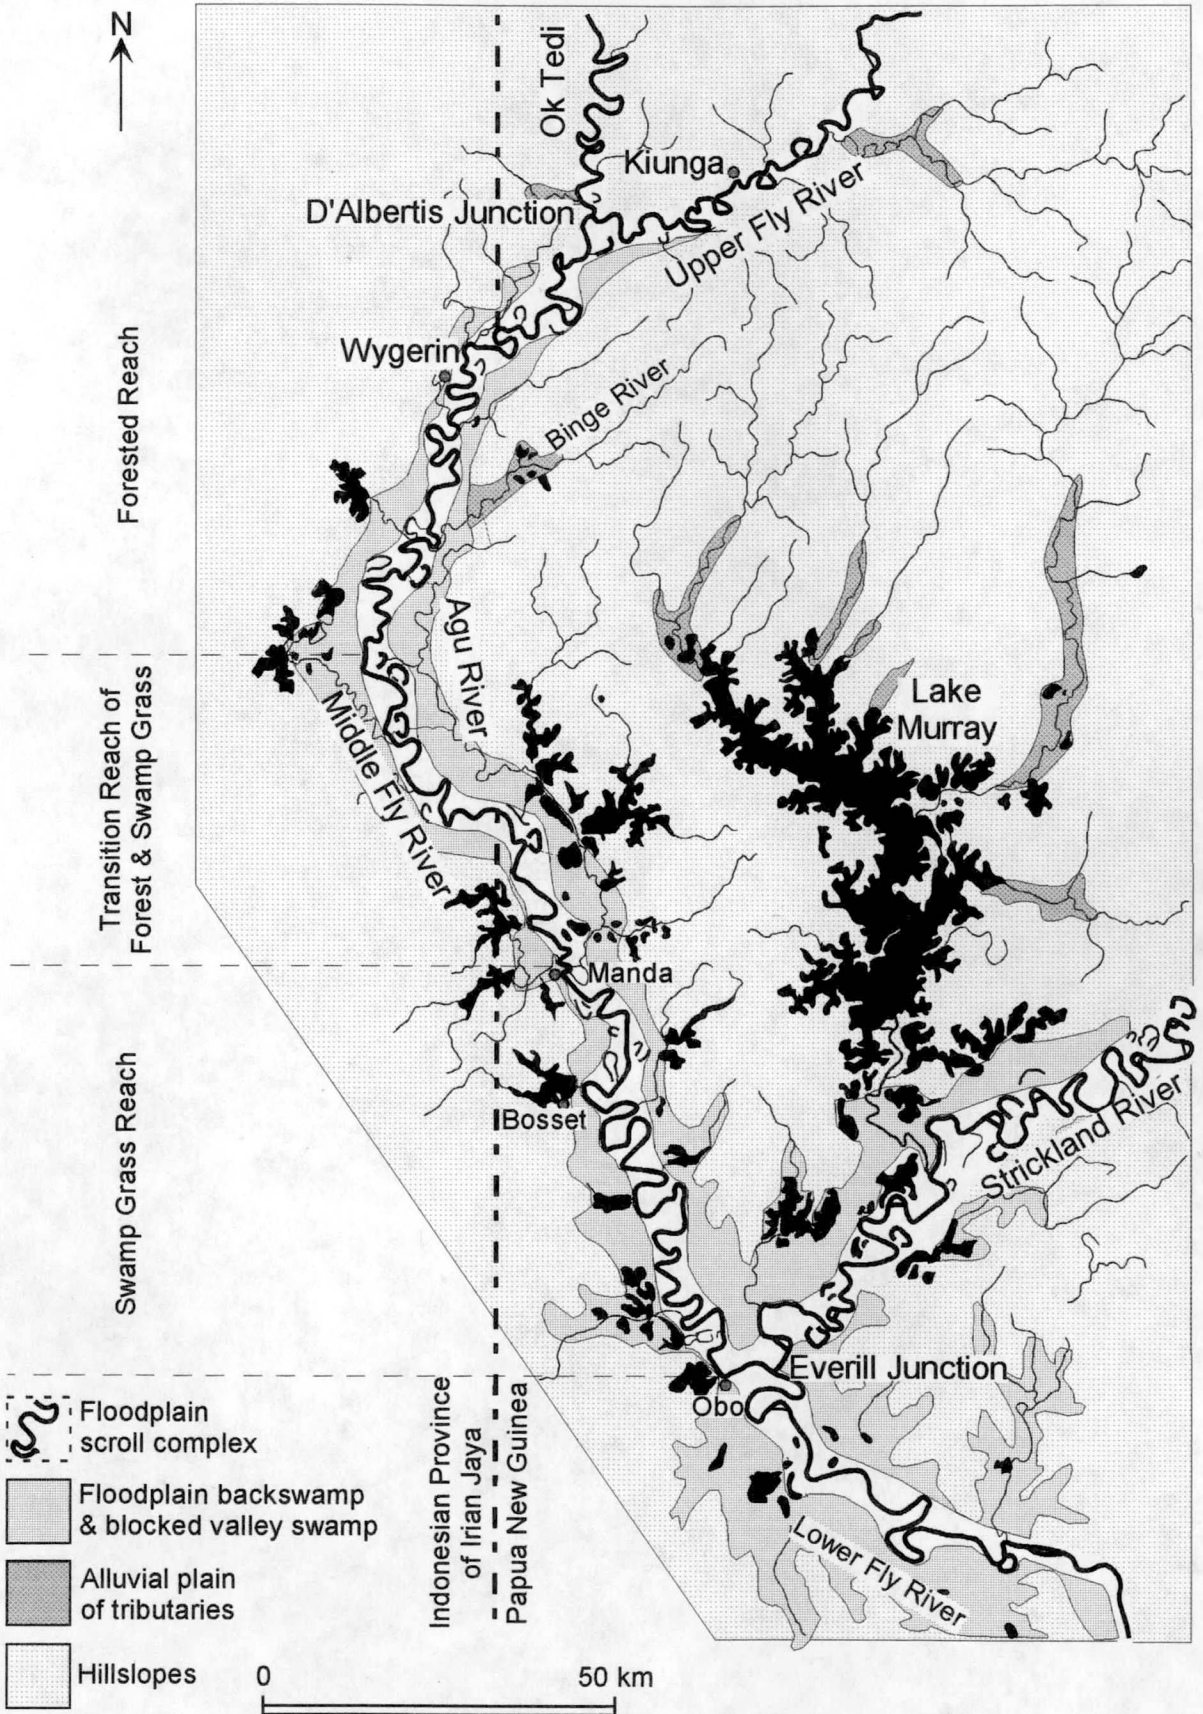 N
Ok Tedi
Kiunga
D'Albertis Junction
Upper Fly River
Wygerin
Binge River
Forested Reach
Agu River
Lake
Murray
Middle Fly River
Transition Reach of
Forest & Swamp Grass
Manda
Bosset
Strickland River
Swamp Grass Reach
Everill Junction
Obo
Lower Fly River
Indonesian Province
of Irian Jaya
Papua New Guinea
Floodplain
scroll complex
Floodplain backswamp
& blocked valley swamp
Alluvial plain
of tributaries
Hillslopes
0
50 km